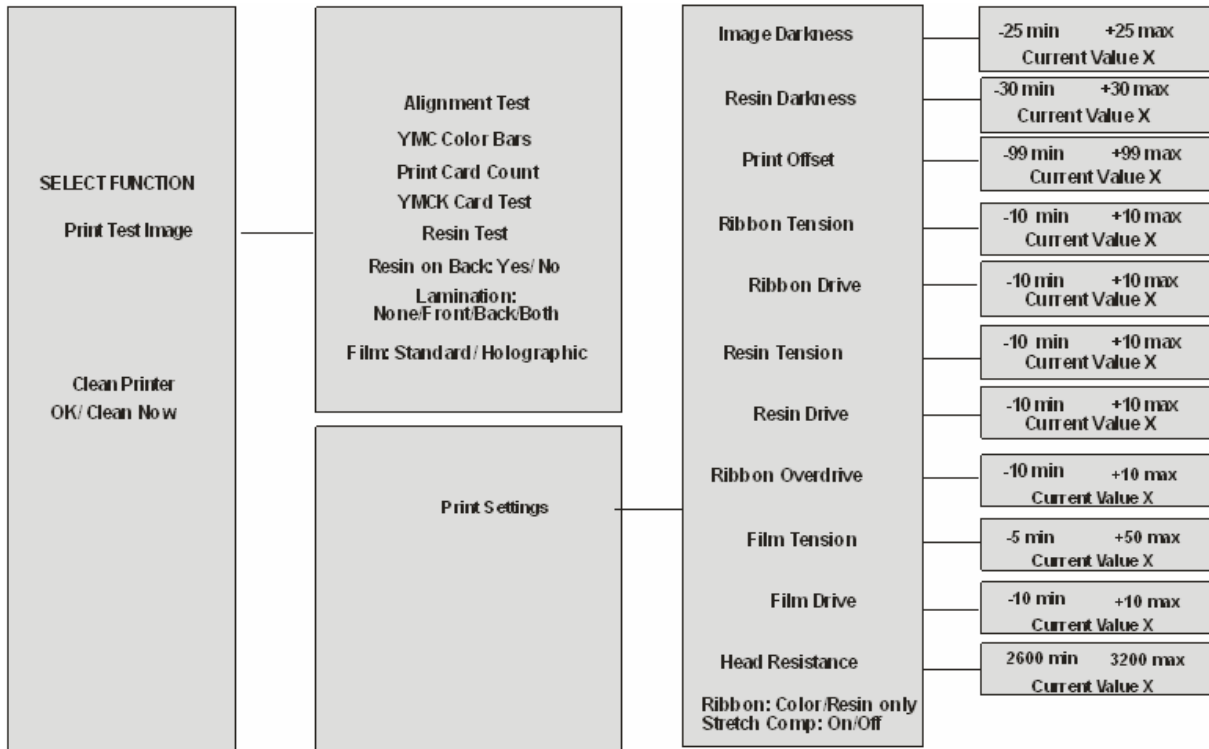 SELECT FUNCTION
Print Test Image
Clean Printer
OK/ Clean Now
Alignment Test
YMC Color Bars
Print Card Count
YMCK Card Test
Resin Test
Resin on Back: Yes/ No
Lamination:
None/Front/Back/Both
Film: Standard / Holographic
Print Settings
Image Darkness
-25 min +25 max
Current Value X
Resin Darkness
-30 min +30 max
Current Value X
Print Offset
-99 min +99 max
Current Value X
Ribbon Tension
-10 min +10 max
Current Value X
Ribbon Drive
-10 min +10 max
Current Value X
Resin Tension
-10 min +10 max
Current Value X
Resin Drive
-10 min +10 max
Current Value X
Ribbon Overdrive
-10 min +10 max
Current Value X
Film Tension
-5 min +50 max
Current Value X
Film Drive
-10 min +10 max
Current Value X
Head Resistance
2600 min 3200 max
Current Value X
Ribbon: Color/Resin only
Stretch Comp: On/Off